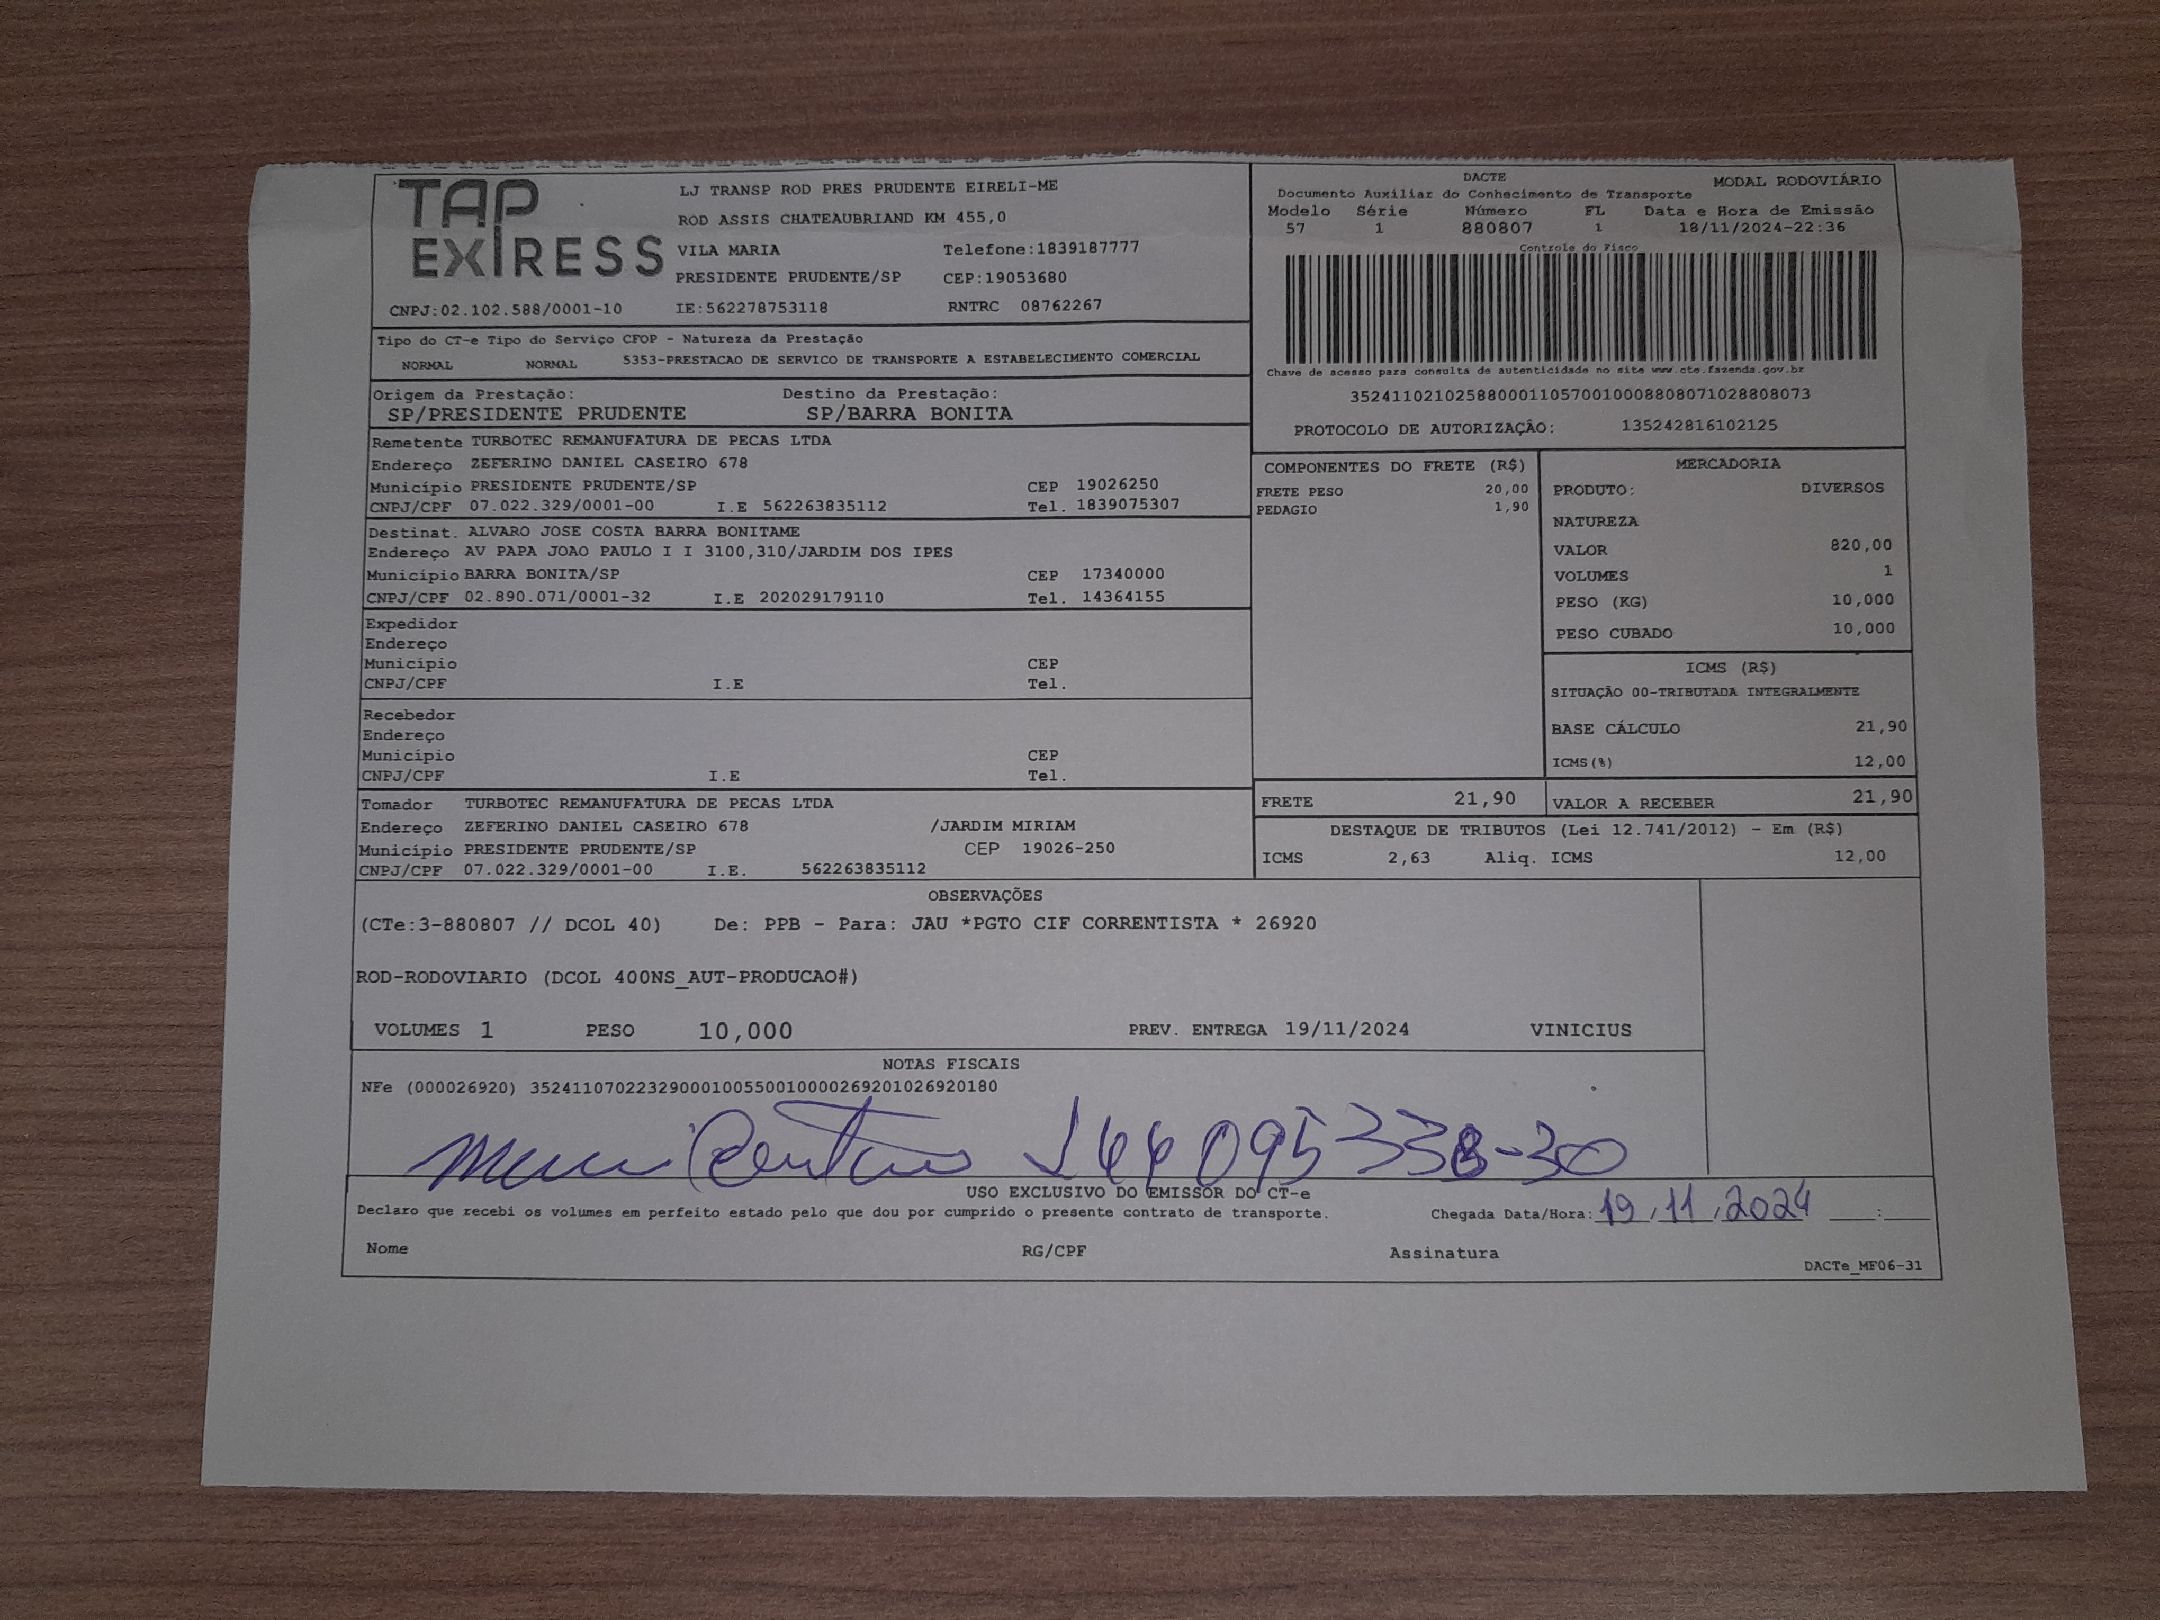 TAP
EXPRESS
LJ TRANSP ROD PRES PRUDENTE EIRELI-ME
ROD ASSIS CHATEAUBRIAND KM 455,0
VILA MARIA Telefone:1839187777
PRESIDENTE PRUDENTE/SP CEP:19053680
CNPJ:02.102.588/0001-10 IE:562278753118 RNTRC 08762267
DACTE
Documento Auxiliar do Conhecimento de Transporte MODAL RODOVIÁRIO
Modelo Série Número FL Data e Hora de Emissão
57 1 880807 1 18/11/2024-22:36
Controle do Fisco
Chave de acesso para consulta de autenticidade no site www.cte.fazenda.gov.br
35241102102588000110570010008808071028808073
PROTOCOLO DE AUTORIZAÇÃO: 135242816102125
Tipo do CT-e Tipo do Serviço CFOP - Natureza da Prestação
NORMAL NORMAL 5353-PRESTACAO DE SERVICO DE TRANSPORTE A ESTABELECIMENTO COMERCIAL
Origem da Prestação: Destino da Prestação:
SP/PRESIDENTE PRUDENTE SP/BARRA BONITA
Remetente TURBOTEC REMANUFATURA DE PECAS LTDA
Endereço ZEFERINO DANIEL CASEIRO 678
Município PRESIDENTE PRUDENTE/SP CEP 19026250
CNPJ/CPF 07.022.329/0001-00 I.E 562263835112 Tel. 1839075307
Destinat. ALVARO JOSE COSTA BARRA BONITAME
Endereço AV PAPA JOAO PAULO I I 3100,310/JARDIM DOS IPES
Município BARRA BONITA/SP CEP 17340000
CNPJ/CPF 02.890.071/0001-32 I.E 202029179110 Tel. 14364155
Expedidor
Endereço
Município CEP
CNPJ/CPF I.E Tel.
Recebedor
Endereço
Município CEP
CNPJ/CPF I.E Tel.
Tomador TURBOTEC REMANUFATURA DE PECAS LTDA
Endereço ZEFERINO DANIEL CASEIRO 678 /JARDIM MIRIAM
Município PRESIDENTE PRUDENTE/SP CEP 19026-250
CNPJ/CPF 07.022.329/0001-00 I.E. 562263835112
COMPONENTES DO FRETE (R$)
FRETE PESO 20,00
PEDAGIO 1,90
MERCADORIA
PRODUTO: DIVERSOS
NATUREZA
VALOR 820,00
VOLUMES 1
PESO (KG) 10,000
PESO CUBADO 10,000
ICMS (R$)
SITUAÇÃO 00-TRIBUTADA INTEGRALMENTE
BASE CÁLCULO 21,90
ICMS(%) 12,00
FRETE 21,90 VALOR A RECEBER 21,90
DESTAQUE DE TRIBUTOS (Lei 12.741/2012) - Em (R$)
ICMS 2,63 Aliq. ICMS 12,00
OBSERVAÇÕES
(CTe:3-880807 // DCOL 40) De: PPB - Para: JAU *PGTO CIF CORRENTISTA * 26920
ROD-RODOVIARIO (DCOL 400NS_AUT-PRODUCAO#)
VOLUMES 1 PESO 10,000 PREV. ENTREGA 19/11/2024 VINICIUS
NOTAS FISCAIS
NFe (000026920) 35241107022329000100550010000269201026920180
USO EXCLUSIVO DO EMISSOR DO CT-e
Declaro que recebi os volumes em perfeito estado pelo que dou por cumprido o presente contrato de transporte. Chegada Data/Hora: 19/11/2024 ___:___
Nome RG/CPF Assinatura
DACTe_MF06-31